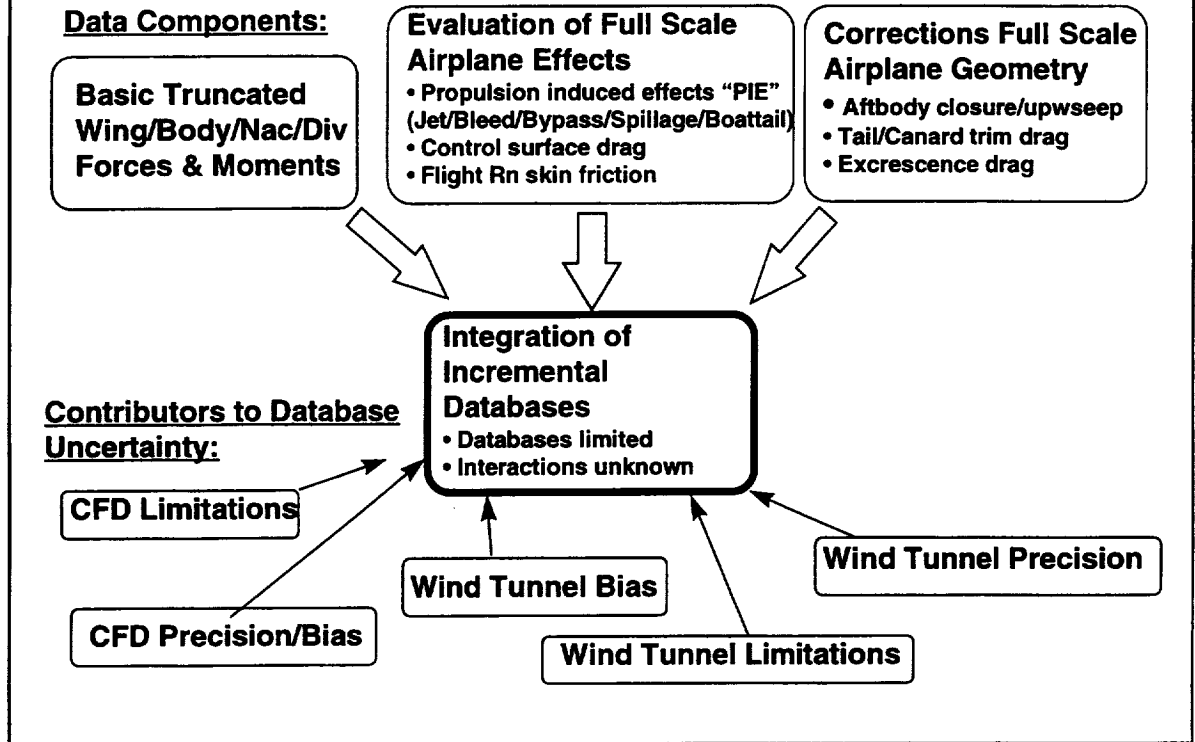 Data Components:
Basic Truncated
Wing/Body/Nac/Div
Forces & Moments
Evaluation of Full Scale
Airplane Effects
• Propulsion induced effects “PIE”
(Jet/Bleed/Bypass/Spillage/Boattail)
• Control surface drag
• Flight Rn skin friction
Corrections Full Scale
Airplane Geometry
• Aftbody closure/upwseep
• Tail/Canard trim drag
• Excrescence drag
Integration of
Incremental
Databases
• Databases limited
• Interactions unknown
Contributors to Database
Uncertainty:
CFD Limitations
CFD Precision/Bias
Wind Tunnel Bias
Wind Tunnel Limitations
Wind Tunnel Precision